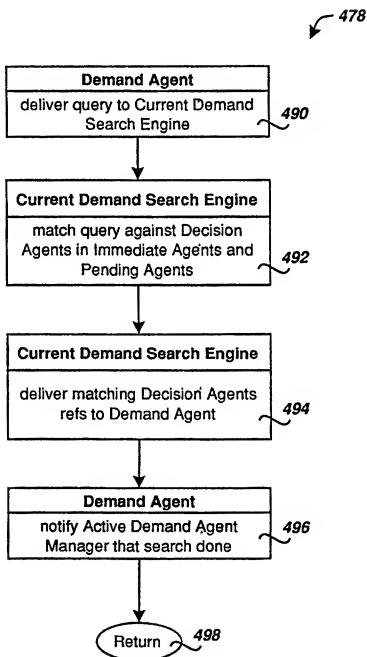 478
Demand Agent
deliver query to Current Demand
Search Engine
490
Current Demand Search Engine
match query against Decision
Agents in Immediate Agents and
Pending Agents
492
Current Demand Search Engine
deliver matching Decision Agents
refs to Demand Agent
494
Demand Agent
notify Active Demand Agent
Manager that search done
496
Return
498